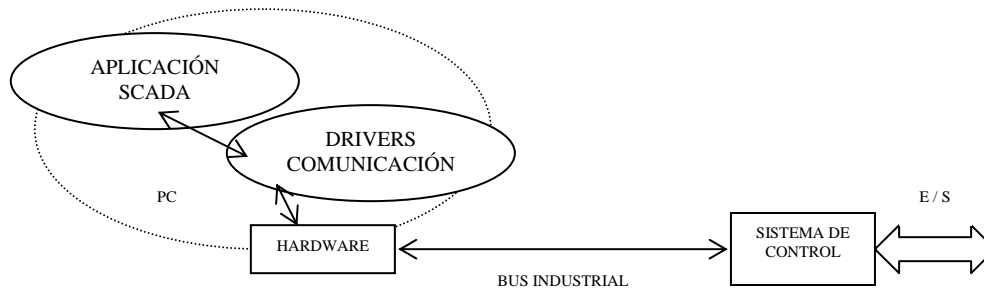 APLICACIÓN
SCADA
DRIVERS
COMUNICACIÓN
PC
E / S
HARDWARE
SISTEMA DE
CONTROL
BUS INDUSTRIAL